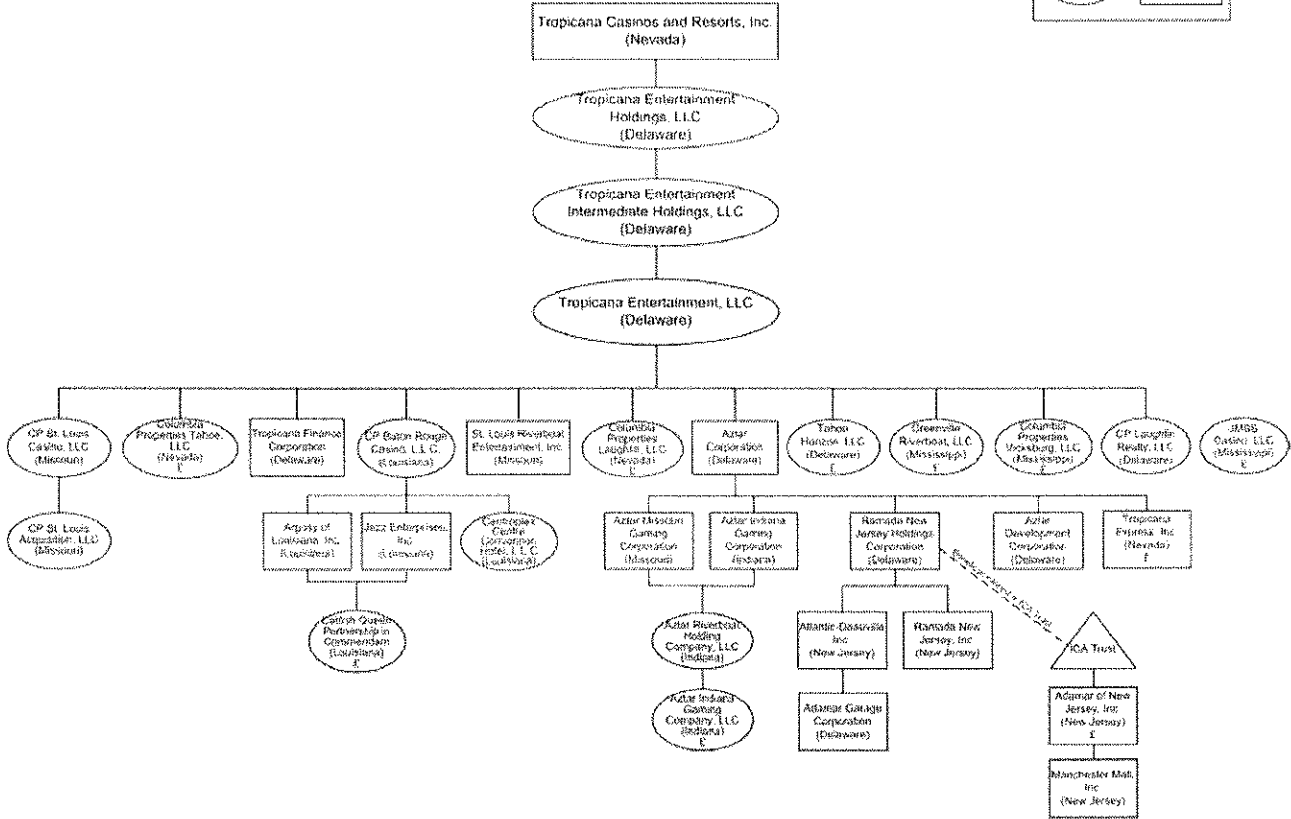 Tropicana Casinos and Resorts, Inc.
(Nevada)
Tropicana Entertainment
Holdings, LLC
(Delaware)
Tropicana Entertainment
Intermediate Holdings, LLC
(Delaware)
Tropicana Entertainment, LLC
(Delaware)
CP St. Louis
Casino, LLC
(Missouri)
Columbia
Properties Tahoe,
LLC
(Nevada)
£
Tropicana Finance
Corporation
(Delaware)
CP Baton Rouge
Casino, L.L.C.
(Louisiana)
St. Louis Riverboat
Entertainment, Inc.
(Missouri)
Columbia
Properties
Laughlin, LLC
(Nevada)
£
Aztar
Corporation
(Delaware)
Tahoe
Horizon, LLC
(Delaware)
£
Greenville
Riverboat, LLC
(Mississippi)
£
Columbia
Properties
Vicksburg, LLC
(Mississippi)
£
CP Laughlin
Realty, LLC
(Delaware)
JMBS
Casino, LLC
(Mississippi)
£
CP St. Louis
Acquisition, LLC
(Missouri)
Argosy of
Louisiana, Inc.
(Louisiana)
Jazz Enterprises,
Inc.
(Louisiana)
Centroplex
Centre
Convention
Hotel, L.L.C.
(Louisiana)
Aztar Missouri
Gaming
Corporation
(Missouri)
Aztar Indiana
Gaming
Corporation
(Indiana)
Ramada New
Jersey Holdings
Corporation
(Delaware)
Aztar
Development
Corporation
(Delaware)
Tropicana
Express, Inc.
(Nevada)
£
Catfish Queen
Partnership in
Commendam
(Louisiana)
£
Aztar Riverboat
Holding
Company, LLC
(Indiana)
Atlantic-Deauville
Inc.
(New Jersey)
Ramada New
Jersey, Inc.
(New Jersey)
ICA Trust
Aztar Indiana
Gaming
Company, LLC
(Indiana)
£
Adamar Garage
Corporation
(Delaware)
Adamar of New
Jersey, Inc.
(New Jersey)
£
Manchester Mall,
Inc.
(New Jersey)